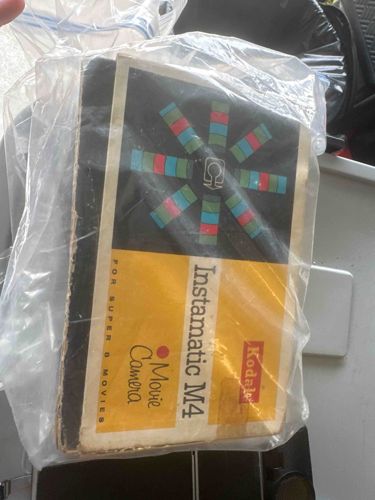 Kodak
Instamatic M4
Movie
Camera
FOR SUPER 8 MOVIES